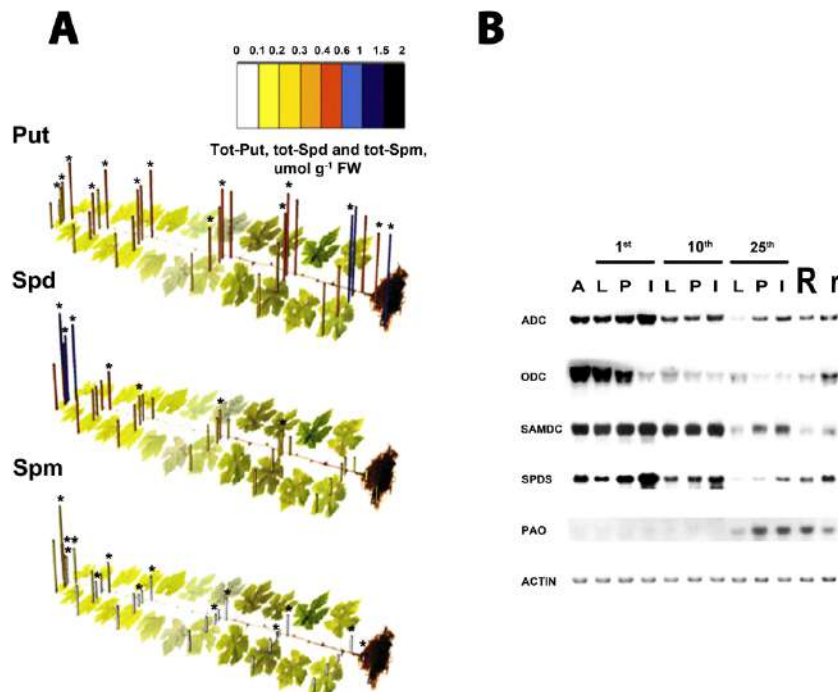 A
B
0 0.1 0.2 0.3 0.4 0.6 1 1.5 2
Tot-Put, tot-Spd and tot-Spm,
umol g⁻¹ FW
Put
Spd
Spm
1st 10th 25th
A L P I L P I L P I R r
ADC
ODC
SAMDC
SPDS
PAO
ACTIN